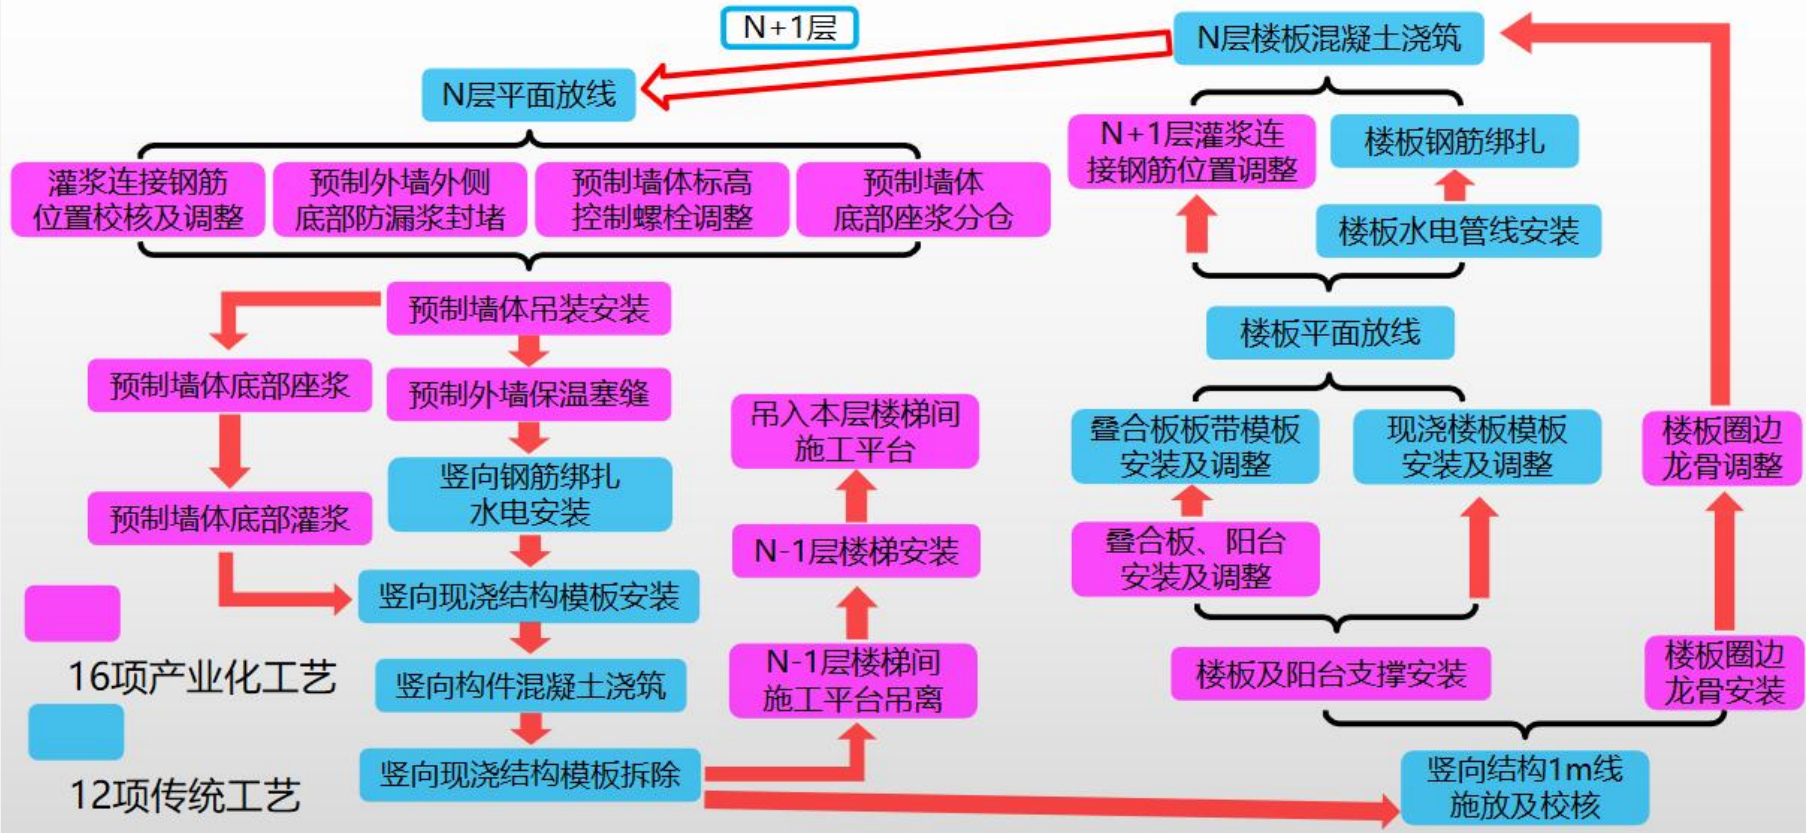 N+1层
N层楼板混凝土浇筑
N层平面放线
灌浆连接钢筋
位置校核及调整
预制外墙外侧
底部防漏浆封堵
预制墙体标高
控制螺栓调整
预制墙体
底部座浆分仓
N+1层灌浆连
接钢筋位置调整
楼板钢筋绑扎
楼板水电管线安装
预制墙体吊装安装
楼板平面放线
预制墙体底部座浆
预制外墙保温塞缝
吊入本层楼梯间
施工平台
叠合板板带模板
安装及调整
现浇楼板模板
安装及调整
楼板圈边
龙骨调整
竖向钢筋绑扎
水电安装
预制墙体底部灌浆
N-1层楼梯安装
叠合板、阳台
安装及调整
竖向现浇结构模板安装
16项产业化工艺
竖向构件混凝土浇筑
N-1层楼梯间
施工平台吊离
楼板及阳台支撑安装
楼板圈边
龙骨安装
12项传统工艺
竖向现浇结构模板拆除
竖向结构1m线
施放及校核